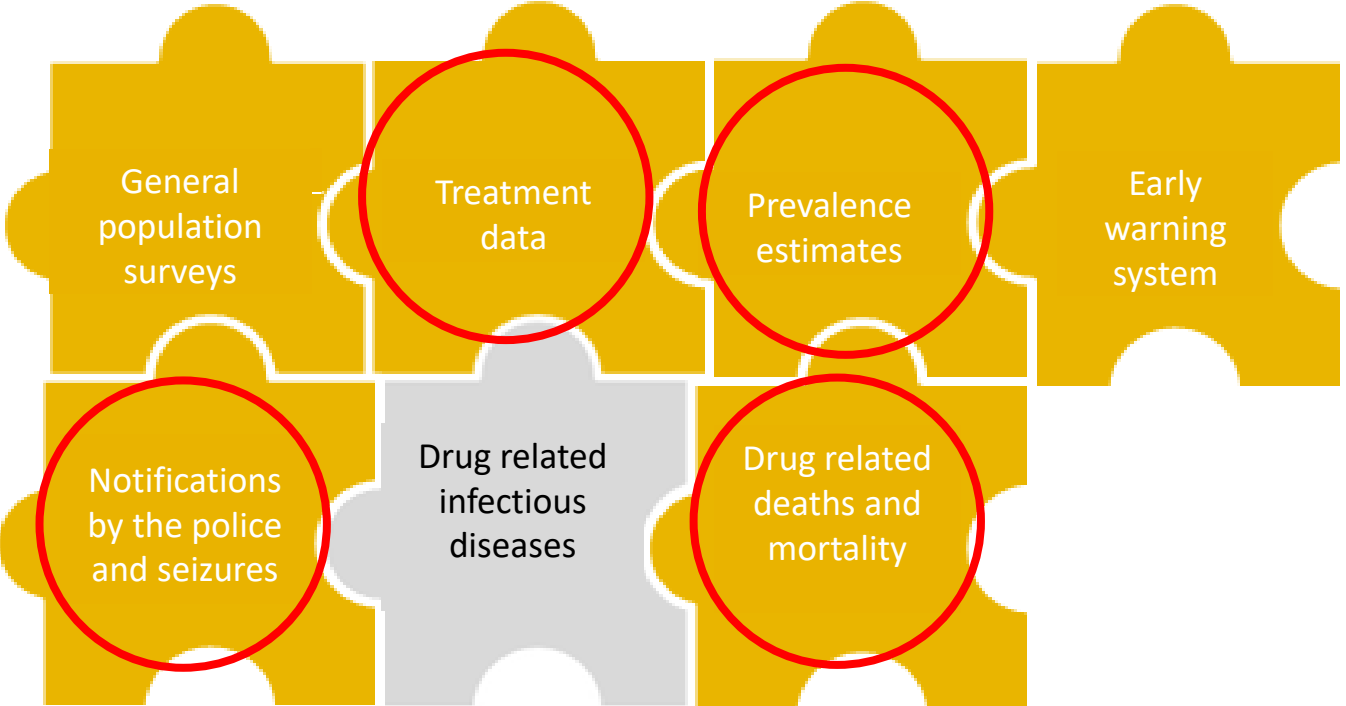 General
population
surveys
Treatment
data
Prevalence
estimates
Early
warning
system
Notifications
by the police
and seizures
Drug related
infectious
diseases
Drug related
deaths and
mortality